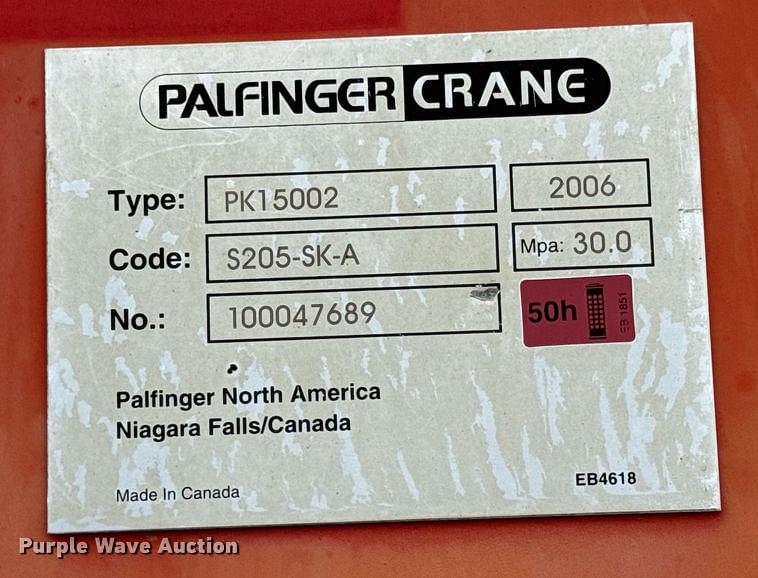 PALFINGER CRANE
Type: PK15002 2006
Code: S205-SK-A Mpa: 30.0
No.: 100047689 50h EB 1851
Palfinger North America
Niagara Falls/Canada
Made In Canada EB4618
Purple Wave Auction